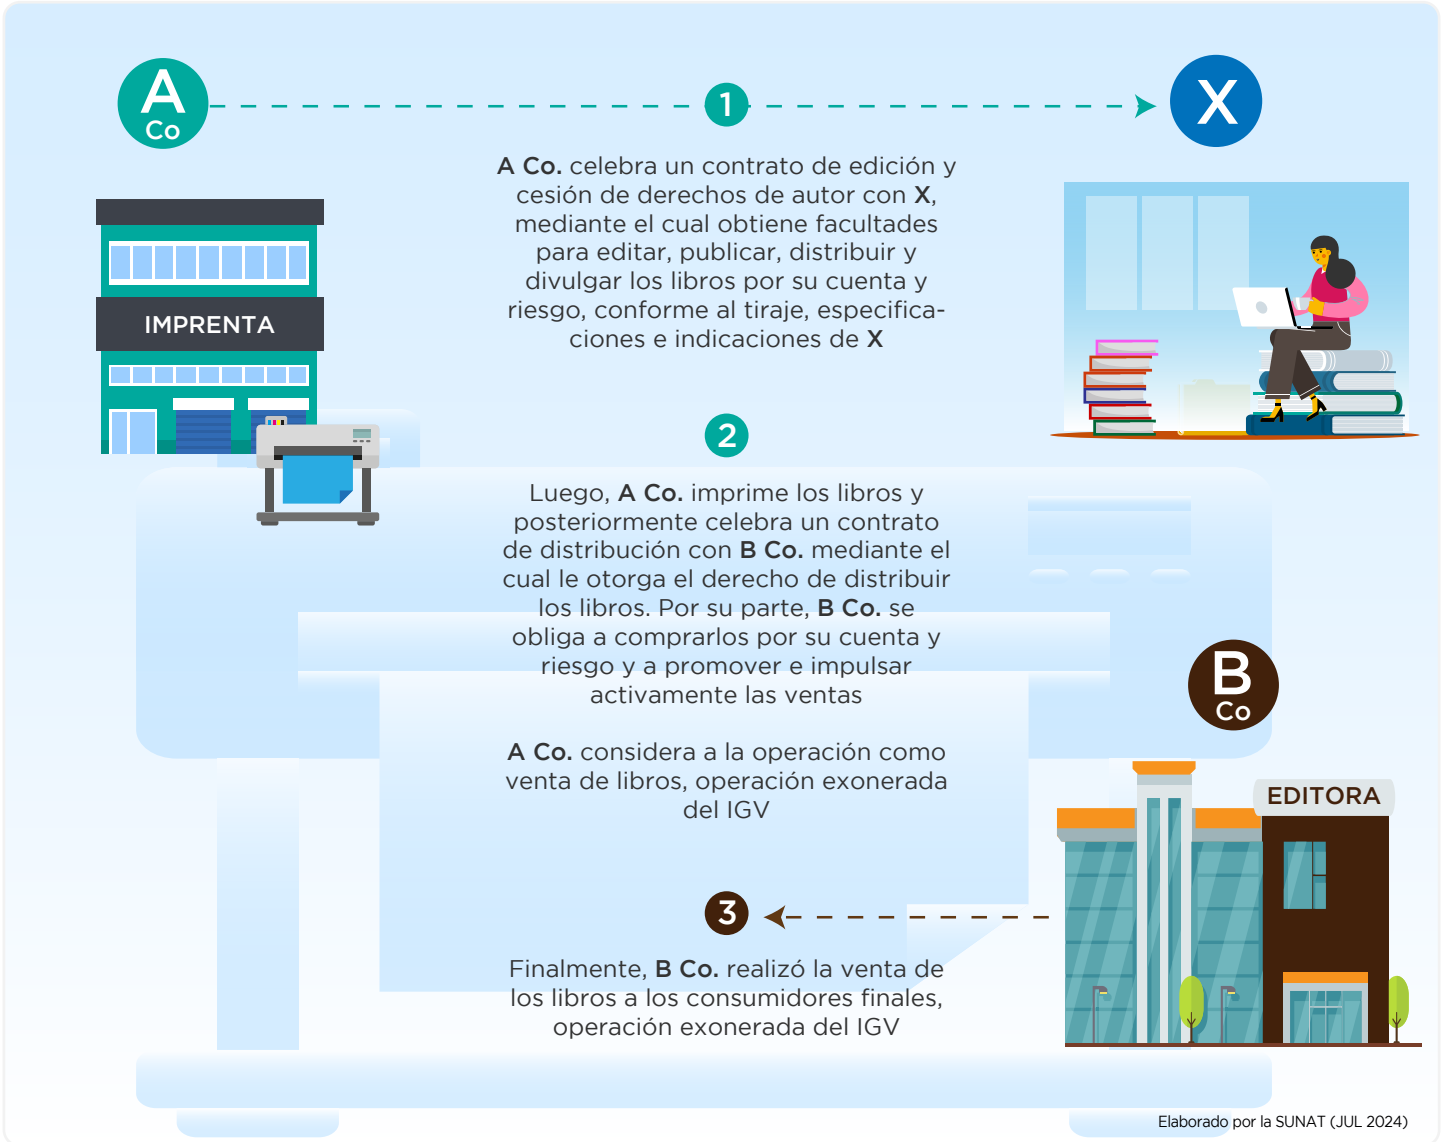 A
Co
1
X
A Co. celebra un contrato de edición y
cesión de derechos de autor con X,
mediante el cual obtiene facultades
para editar, publicar, distribuir y
divulgar los libros por su cuenta y
riesgo, conforme al tiraje, especifica-
ciones e indicaciones de X
IMPRENTA
2
Luego, A Co. imprime los libros y
posteriormente celebra un contrato
de distribución con B Co. mediante el
cual le otorga el derecho de distribuir
los libros. Por su parte, B Co. se
obliga a comprarlos por su cuenta y
riesgo y a promover e impulsar
activamente las ventas
A Co. considera a la operación como
venta de libros, operación exonerada
del IGV
B
Co
EDITORA
3
Finalmente, B Co. realizó la venta de
los libros a los consumidores finales,
operación exonerada del IGV
Elaborado por la SUNAT (JUL 2024)